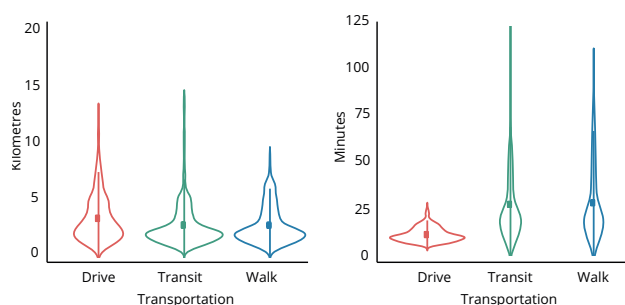 20
15
10
5
0
Kilometres
Drive Transit Walk
Transportation
125
100
75
50
25
0
Minutes
Drive Transit Walk
Transportation